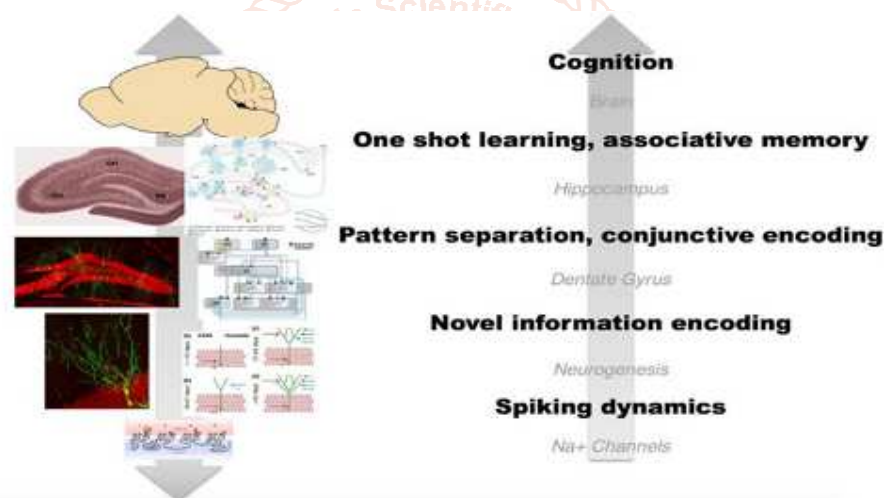 Cognition
Brain
One shot learning, associative memory
Hippocampus
Pattern separation, conjunctive encoding
Dentate Gyrus
Novel information encoding
Neurogenesis
Spiking dynamics
Na+ Channels